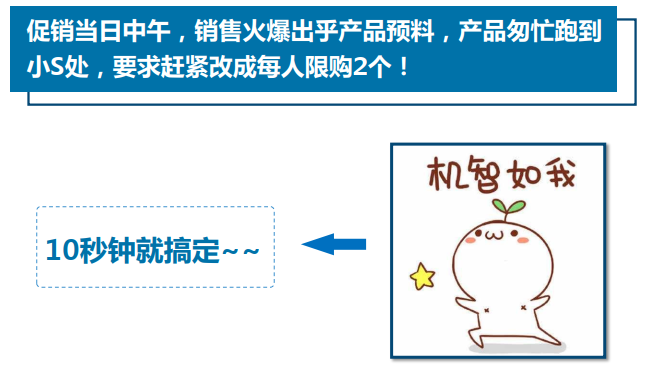 促销当日中午，销售火爆出乎产品预料，产品匆忙跑到
小S处，要求赶紧改成每人限购2个！
机智如我
10秒钟就搞定~~